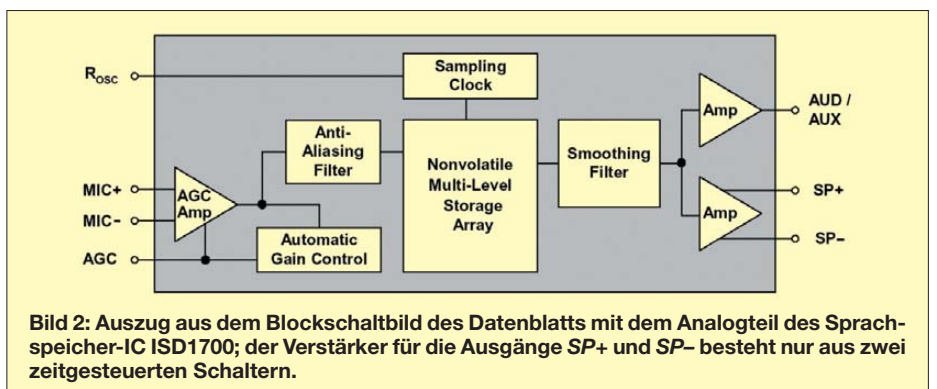 R_OSC
Sampling
Clock
Amp
AUD /
AUX
Anti-
Aliasing
Filter
Nonvolatile
Multi-Level
Storage
Array
Smoothing
Filter
MIC+
MIC–
AGC
AGC
Amp
Automatic
Gain Control
Amp
SP+
SP–
Bild 2: Auszug aus dem Blockschaltbild des Datenblatts mit dem Analogteil des Sprach-
speicher-IC ISD1700; der Verstärker für die Ausgänge SP+ und SP– besteht nur aus zwei
zeitgesteuerten Schaltern.